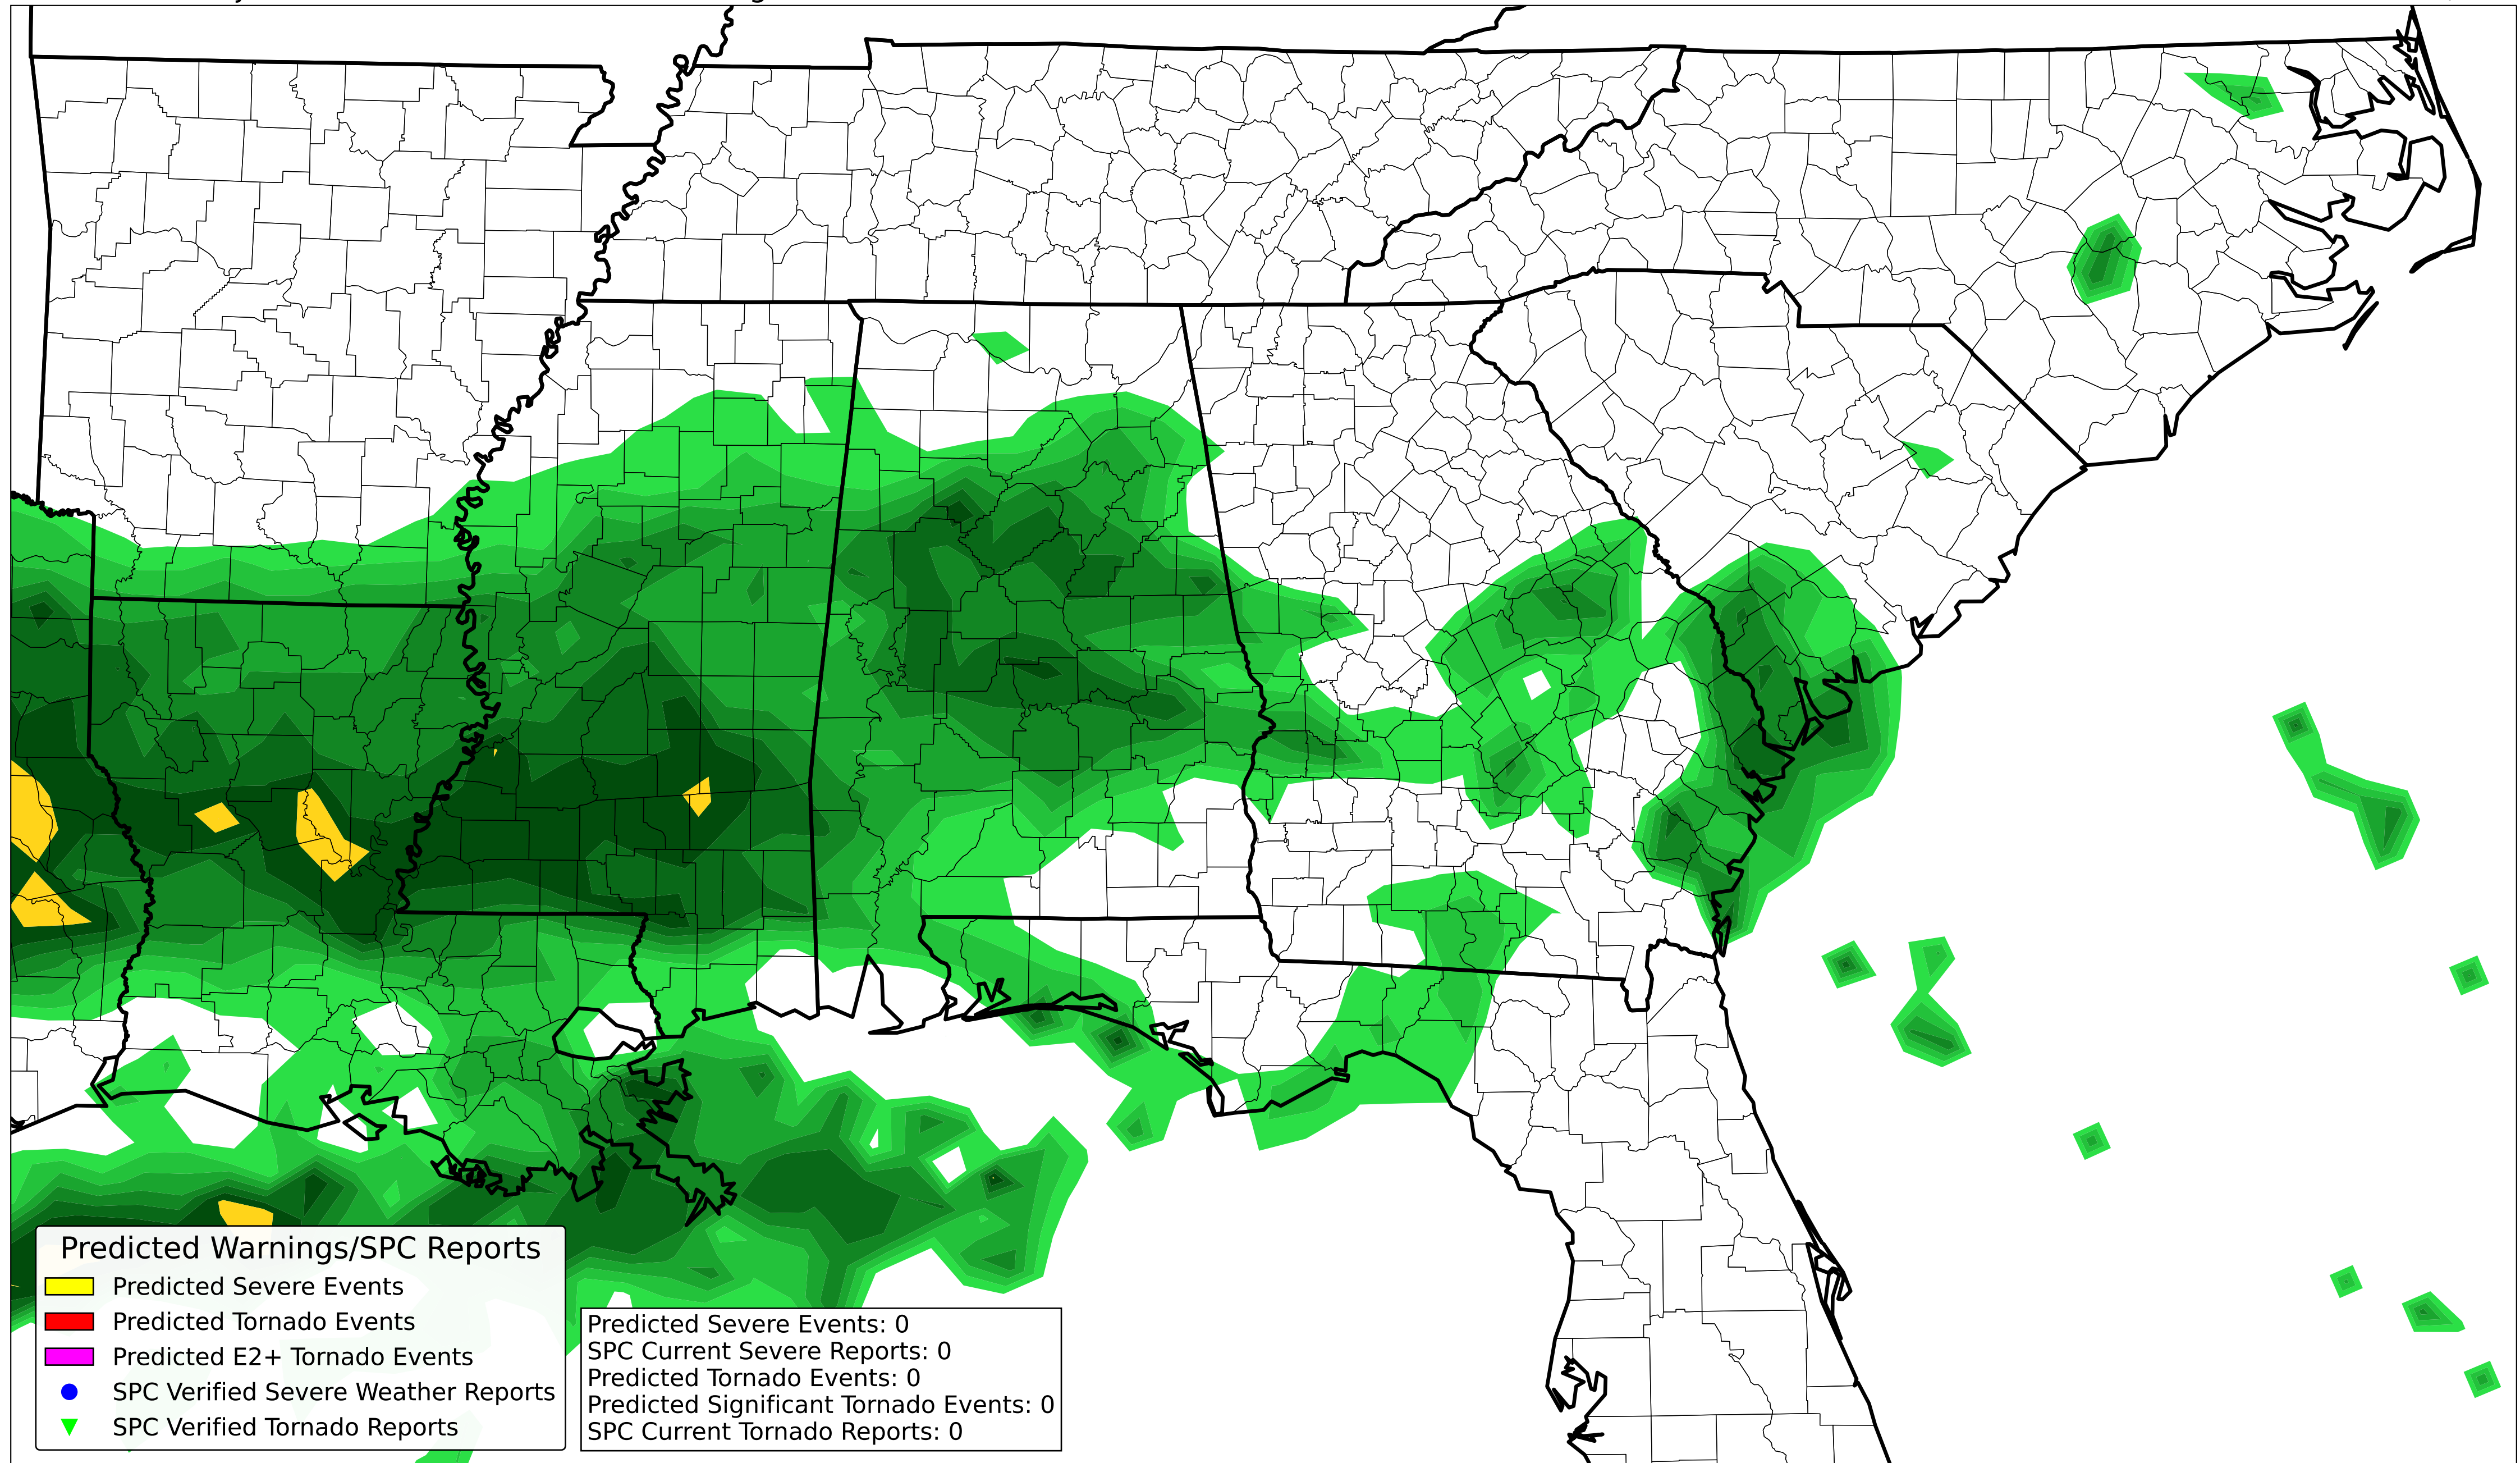 Predicted Warnings/SPC Reports
Predicted Severe Events
Predicted Tornado Events
Predicted E2+ Tornado Events
SPC Verified Severe Weather Reports
SPC Verified Tornado Reports
Predicted Severe Events: 0
SPC Current Severe Reports: 0
Predicted Tornado Events: 0
Predicted Significant Tornado Events: 0
SPC Current Tornado Reports: 0